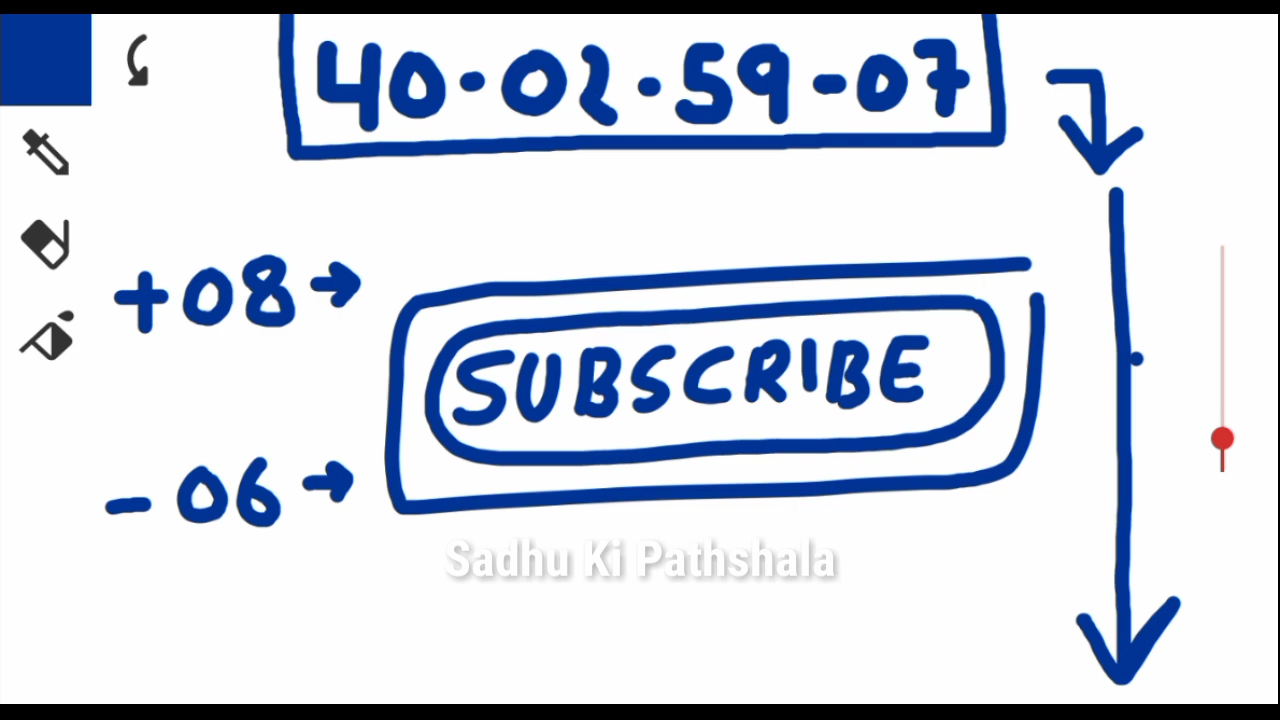 40·02·59-07
+08→
SUBSCRIBE
-06→
Sadhu Ki Pathshala